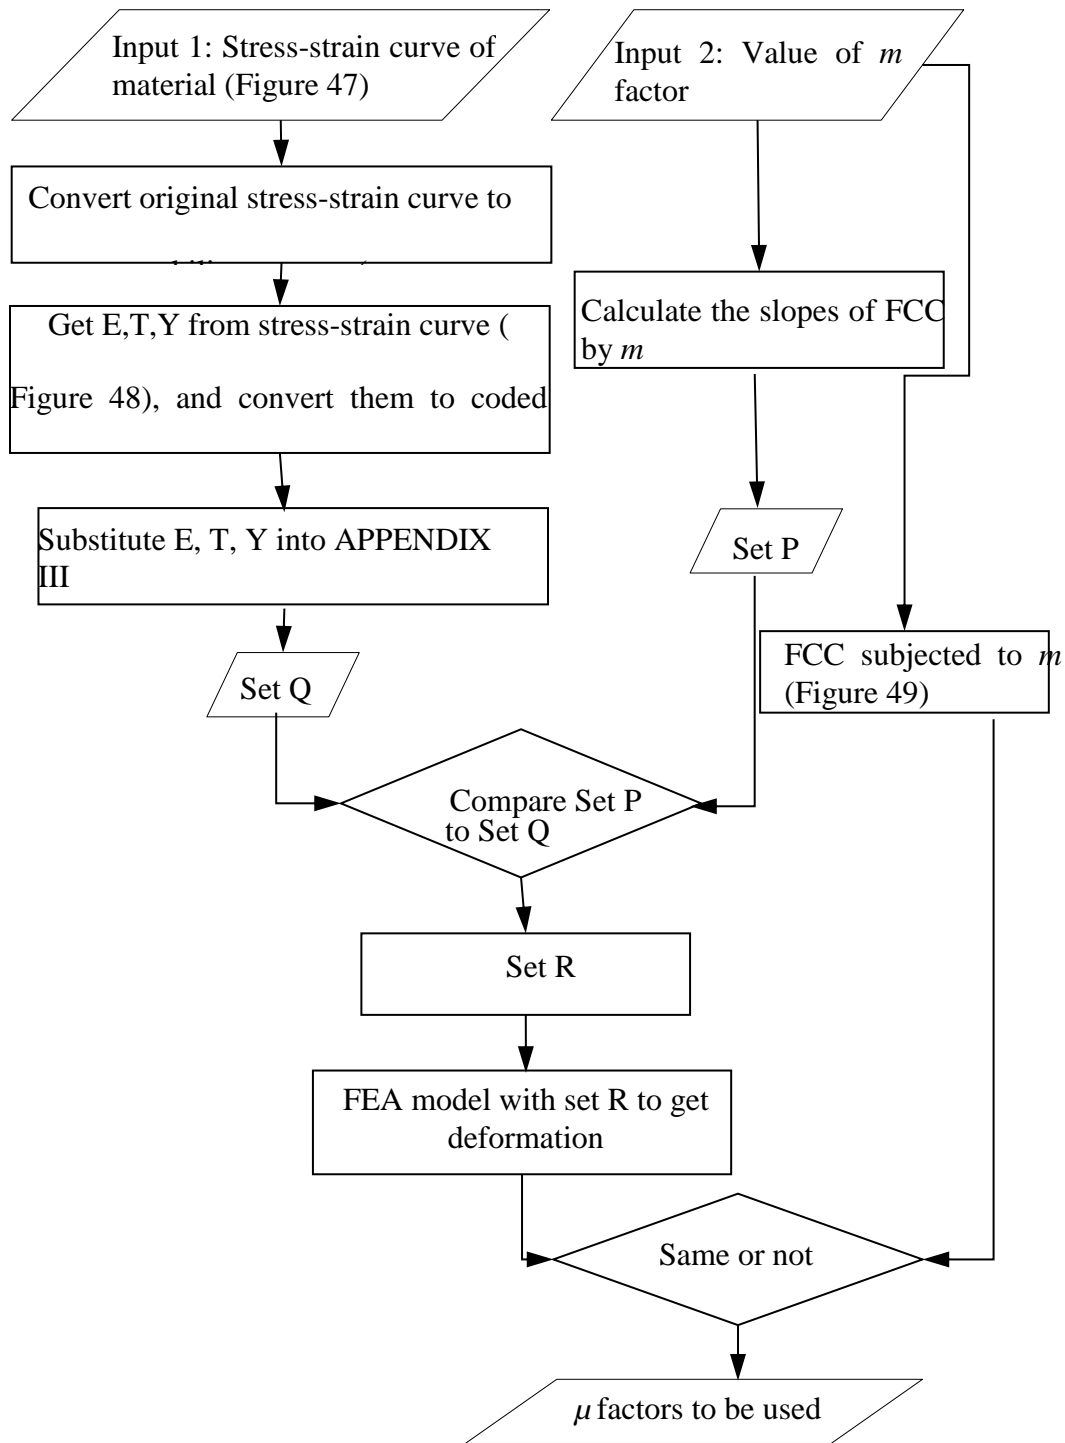 Input 1: Stress-strain curve of
material (Figure 47)
Input 2: Value of m
factor
Convert original stress-strain curve to
Get E,T,Y from stress-strain curve (
Figure 48), and convert them to coded
Calculate the slopes of FCC
by m
Substitute E, T, Y into APPENDIX
III
Set P
Set Q
FCC subjected to m
(Figure 49)
Compare Set P
to Set Q
Set R
FEA model with set R to get
deformation
Same or not
μ factors to be used